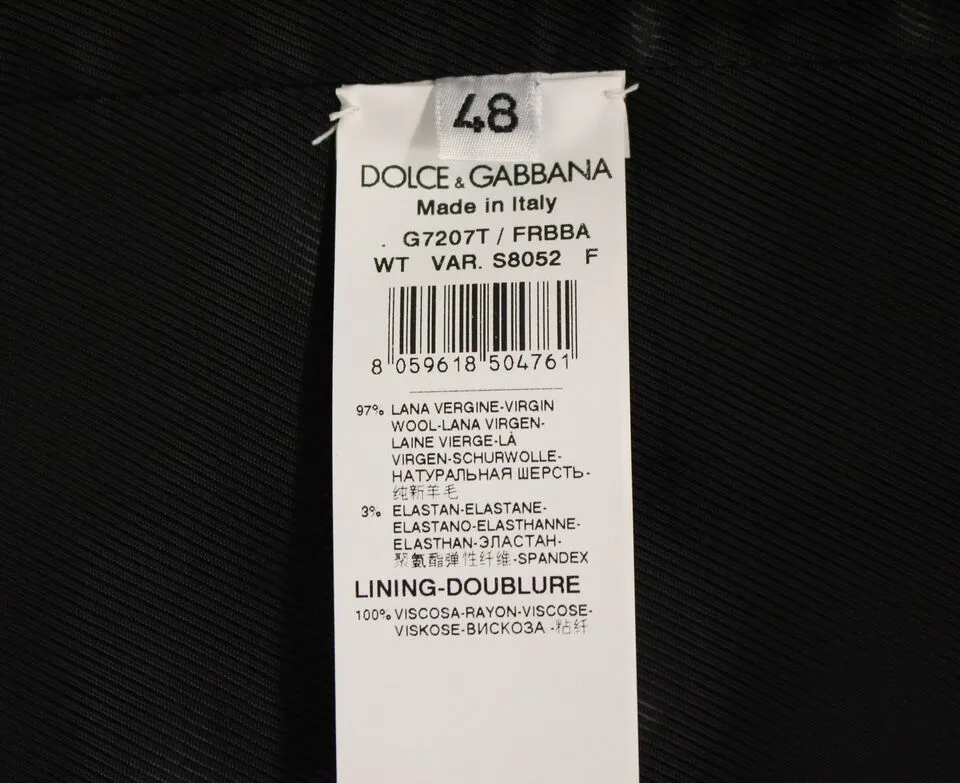 48
DOLCE & GABBANA
Made in Italy
. G7207T / FRBBA
WT VAR. S8052 F
8 059618 504761
97% LANA VERGINE-VIRGIN
WOOL-LANA VIRGEN-
LAINE VIERGE-LÀ
VIRGEN-SCHURWOLLE-
НАТУРАЛЬНАЯ ШЕРСТЬ-
纯新羊毛
3% ELASTAN-ELASTANE-
ELASTANO-ELASTHANNE-
ELASTHAN-ЭЛАСТАН-
聚氨酯弹性纤维-SPANDEX
LINING-DOUBLURE
100% VISCOSA-RAYON-VISCOSE-
VISKOSE-ВИСКОЗА -粘纤